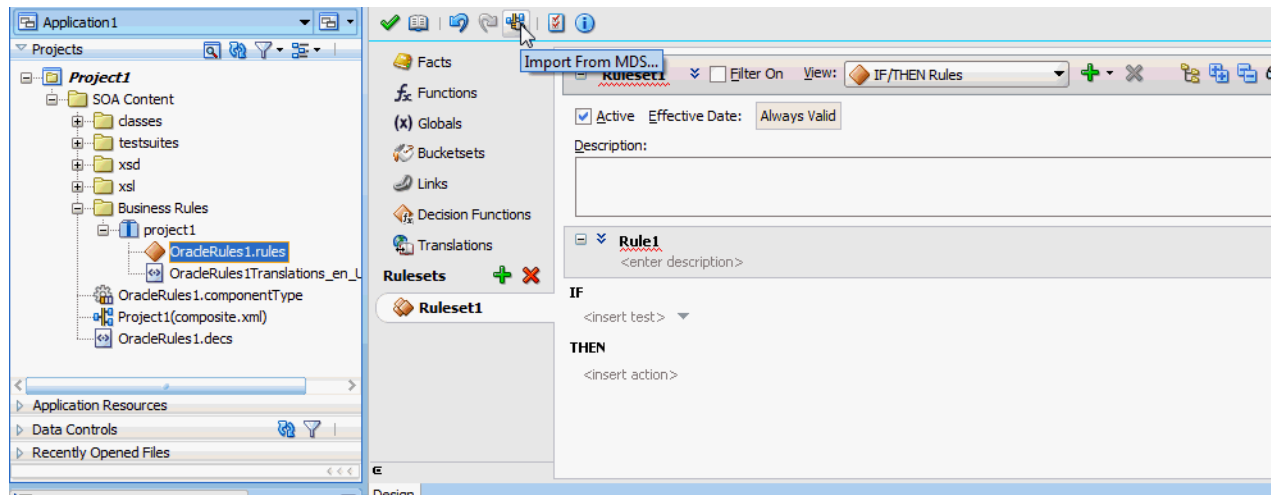 Application1
Projects
Project1
SOA Content
classes
testsuites
xsd
xsl
Business Rules
project1
OracleRules1.rules
OracleRules1Translations_en_U
OracleRules1.componentType
Project1(composite.xml)
OracleRules1.decs
Application Resources
Data Controls
Recently Opened Files
Import From MDS...
Facts
Functions
(x) Globals
Bucketsets
Links
Decision Functions
Translations
Rulesets
Ruleset1
Ruleset1 Filter On View: IF/THEN Rules
Active Effective Date: Always Valid
Description:
Rule1
<enter description>
IF
<insert test>
THEN
<insert action>
Design